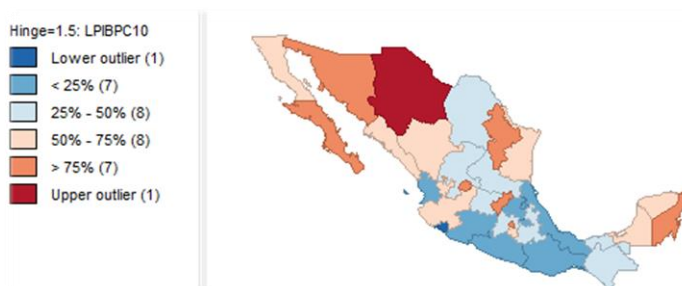 Hinge=1.5: LPIBPC10
Lower outlier (1)
< 25% (7)
25% - 50% (8)
50% - 75% (8)
> 75% (7)
Upper outlier (1)